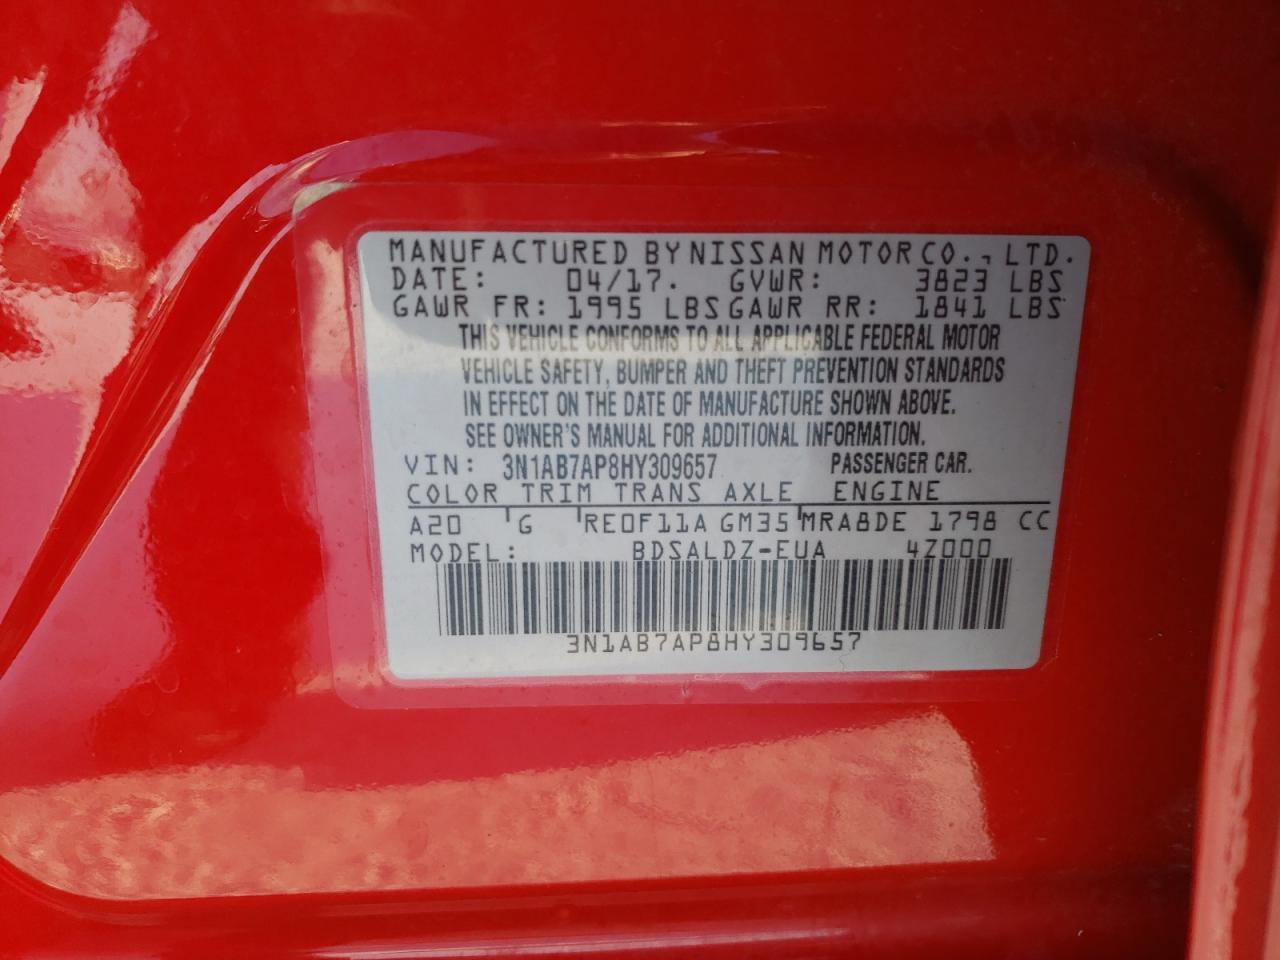 MANUFACTURED BY NISSAN MOTOR CO., LTD.
DATE: 04/17. GVWR: 3823 LBS
GAWR FR: 1995 LBS GAWR RR: 1841 LBS
THIS VEHICLE CONFORMS TO ALL APPLICABLE FEDERAL MOTOR
VEHICLE SAFETY, BUMPER AND THEFT PREVENTION STANDARDS
IN EFFECT ON THE DATE OF MANUFACTURE SHOWN ABOVE.
SEE OWNER'S MANUAL FOR ADDITIONAL INFORMATION.
VIN: 3N1AB7AP8HY309657 PASSENGER CAR.
COLOR TRIM TRANS AXLE ENGINE
A20 G RE0F11A GM35 MRA8DE 1798 CC
MODEL: BDSALDZ-EUA 4Z000
3N1AB7AP8HY309657